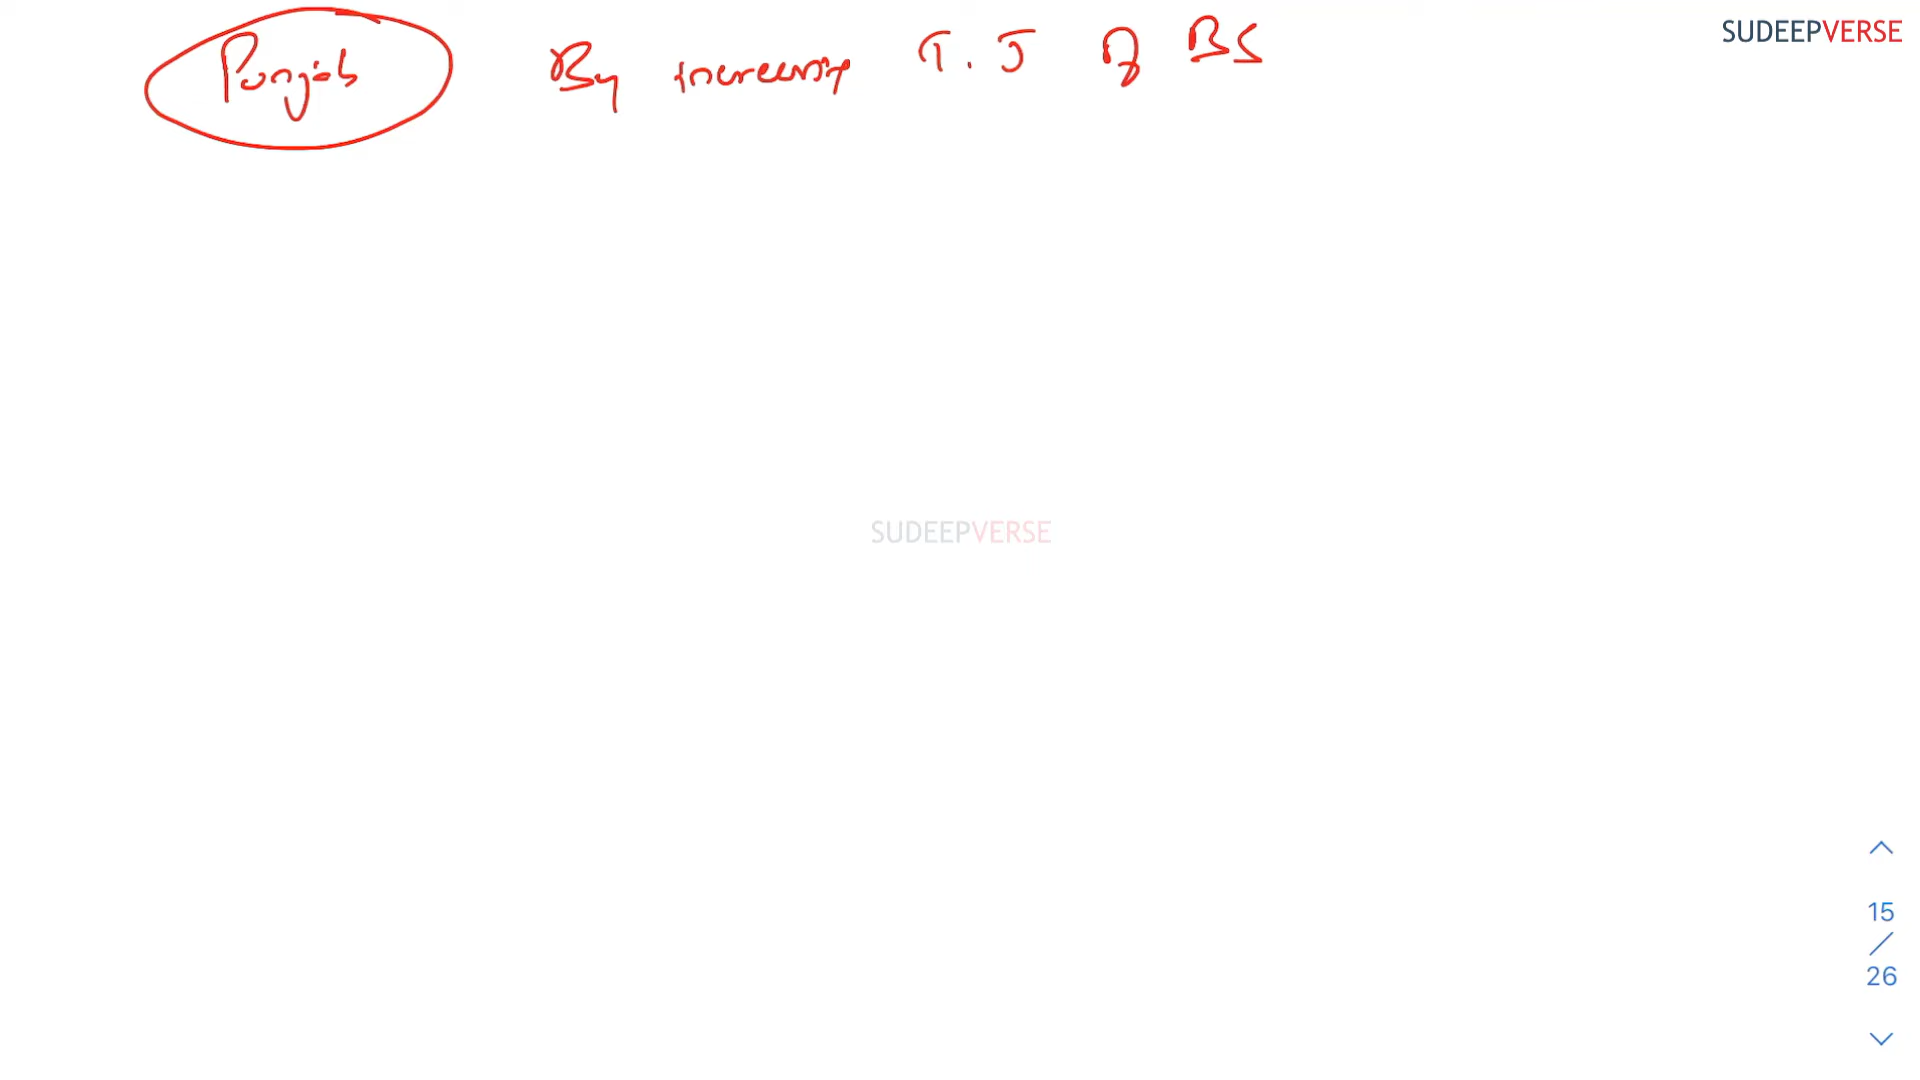 Punjab By increasing T.J of BS
SUDEEPVERSE
SUDEEPVERSE
15
/
26